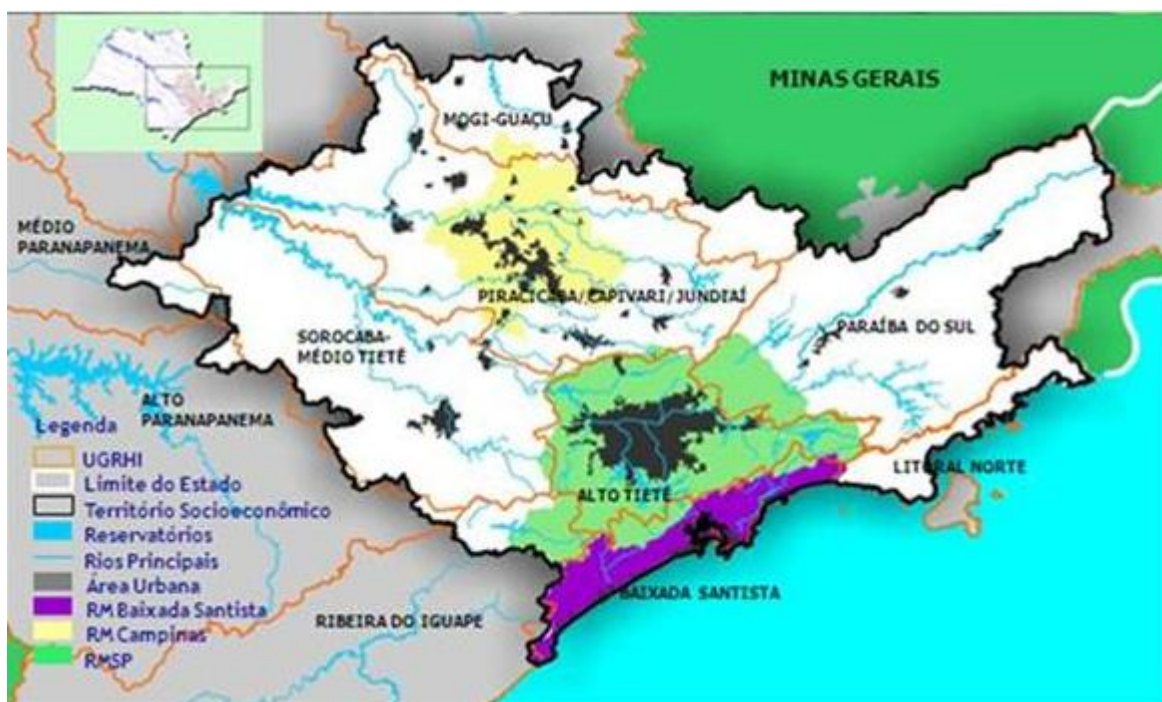 MINAS GERAIS
MOGI-GUAÇU
MÉDIO
PARANAPANEMA
PIRACICABA/CAPIVARI/JUNDIAÍ
PARAÍBA DO SUL
SOROCABA-
MÉDIO TIETÊ
ALTO
PARANAPANEMA
LITORAL NORTE
ALTO TIETÊ
BAIXADA SANTISTA
RIBEIRA DO IGUAPE
Legenda
UGRHI
Limite do Estado
Território Socioeconômico
Reservatórios
Rios Principais
Área Urbana
RM Baixada Santista
RM Campinas
RMSP